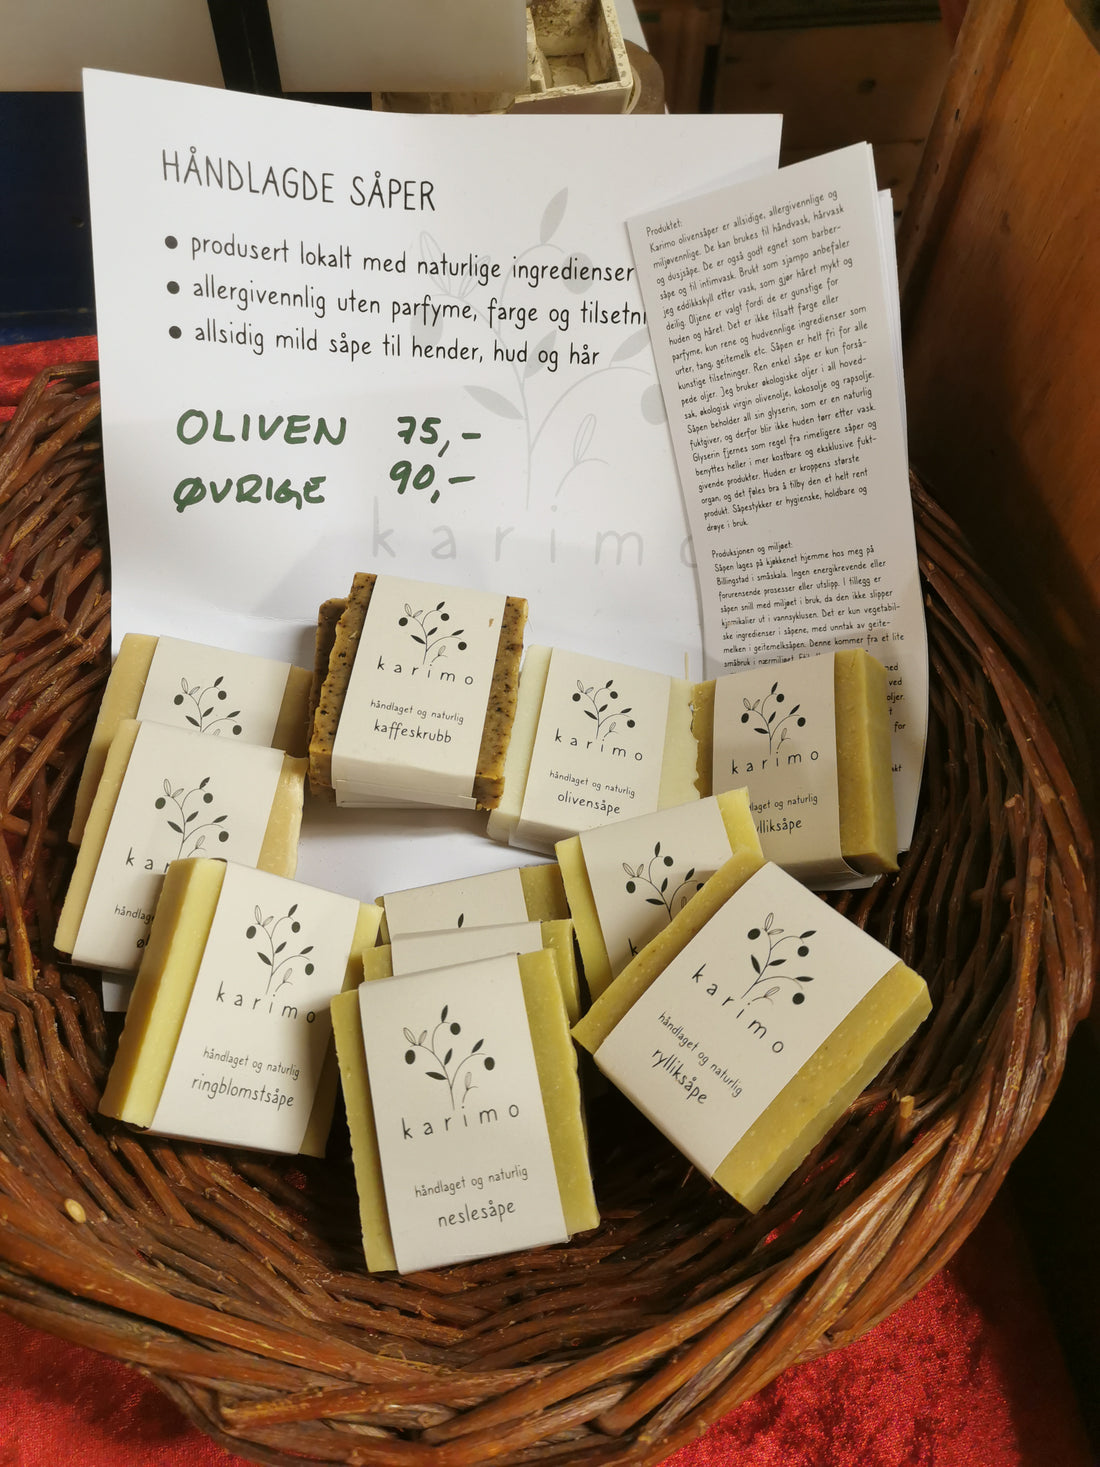 HÅNDLAGDE SÅPER
• produsert lokalt med naturlige ingredienser
• allergivennlig uten parfyme, farge og
• allsidig mild såpe til hender, hud og hår
OLIVEN 75,-
ØVRIGE 90,-
karimo
Produktet:
Karimo olivensåper er allsidige, allergivennlige og
miljøvennlige. De kan brukes til håndvask, hårvask
og dusjsåpe. De er også godt egnet som barber-
såpe og til intimvask. Brukt som sjampo anbefaler
jeg eddikkskyll etter vask, som gjør håret mykt og
deilig. Oljene er valgt fordi de er gunstige for
huden og håret. Det er ikke tilsatt farge eller
parfyme, kun rene og hudvennlige ingredienser som
urter, tang, geitemelk etc. Såpen er helt fri for alle
kunstige tilsetninger. Ren enkel såpe er kun forså-
pede oljer. Jeg bruker økologiske oljer i all hoved-
sak, økologisk virgin olivenolje, kokosolje og rapsolje.
Såpen beholder all sin glyserin, som er en naturlig
fuktgiver, og derfor blir ikke huden tørr etter vask.
Glyserin fjernes som regel fra rimeligere såper og
benyttes heller i mer kostbare og eksklusive fukt-
givende produkter. Huden er kroppens største
organ, og det føles bra å tilby den et helt rent
produkt. Såpestykker er hygienske, holdbare og
drøye i bruk.
Produksjonen og miljøet:
Såpen lages på kjøkkenet hjemme hos meg på
Billingstad i småskala. Ingen energikrevende eller
forurensende prosesser eller utslipp. I tillegg er
såpen snill med miljøet i bruk, da den ikke slipper
kjemikalier ut i vannsyklusen. Det er kun vegetabil-
ske ingredienser i såpene, med unntak av geite-
melken i geitemelksåpen. Denne kommer fra et lite
småbruk i nærmiljøet.
for
karimo
håndlaget og naturlig
kaffeskrubb
karimo
håndlaget og naturlig
olivensåpe
karimo
og naturlig
karimo
håndlaget og naturlig
ringblomstsåpe
karimo
håndlaget og naturlig
neslesåpe
karimo
håndlaget og naturlig
rylliksåpe